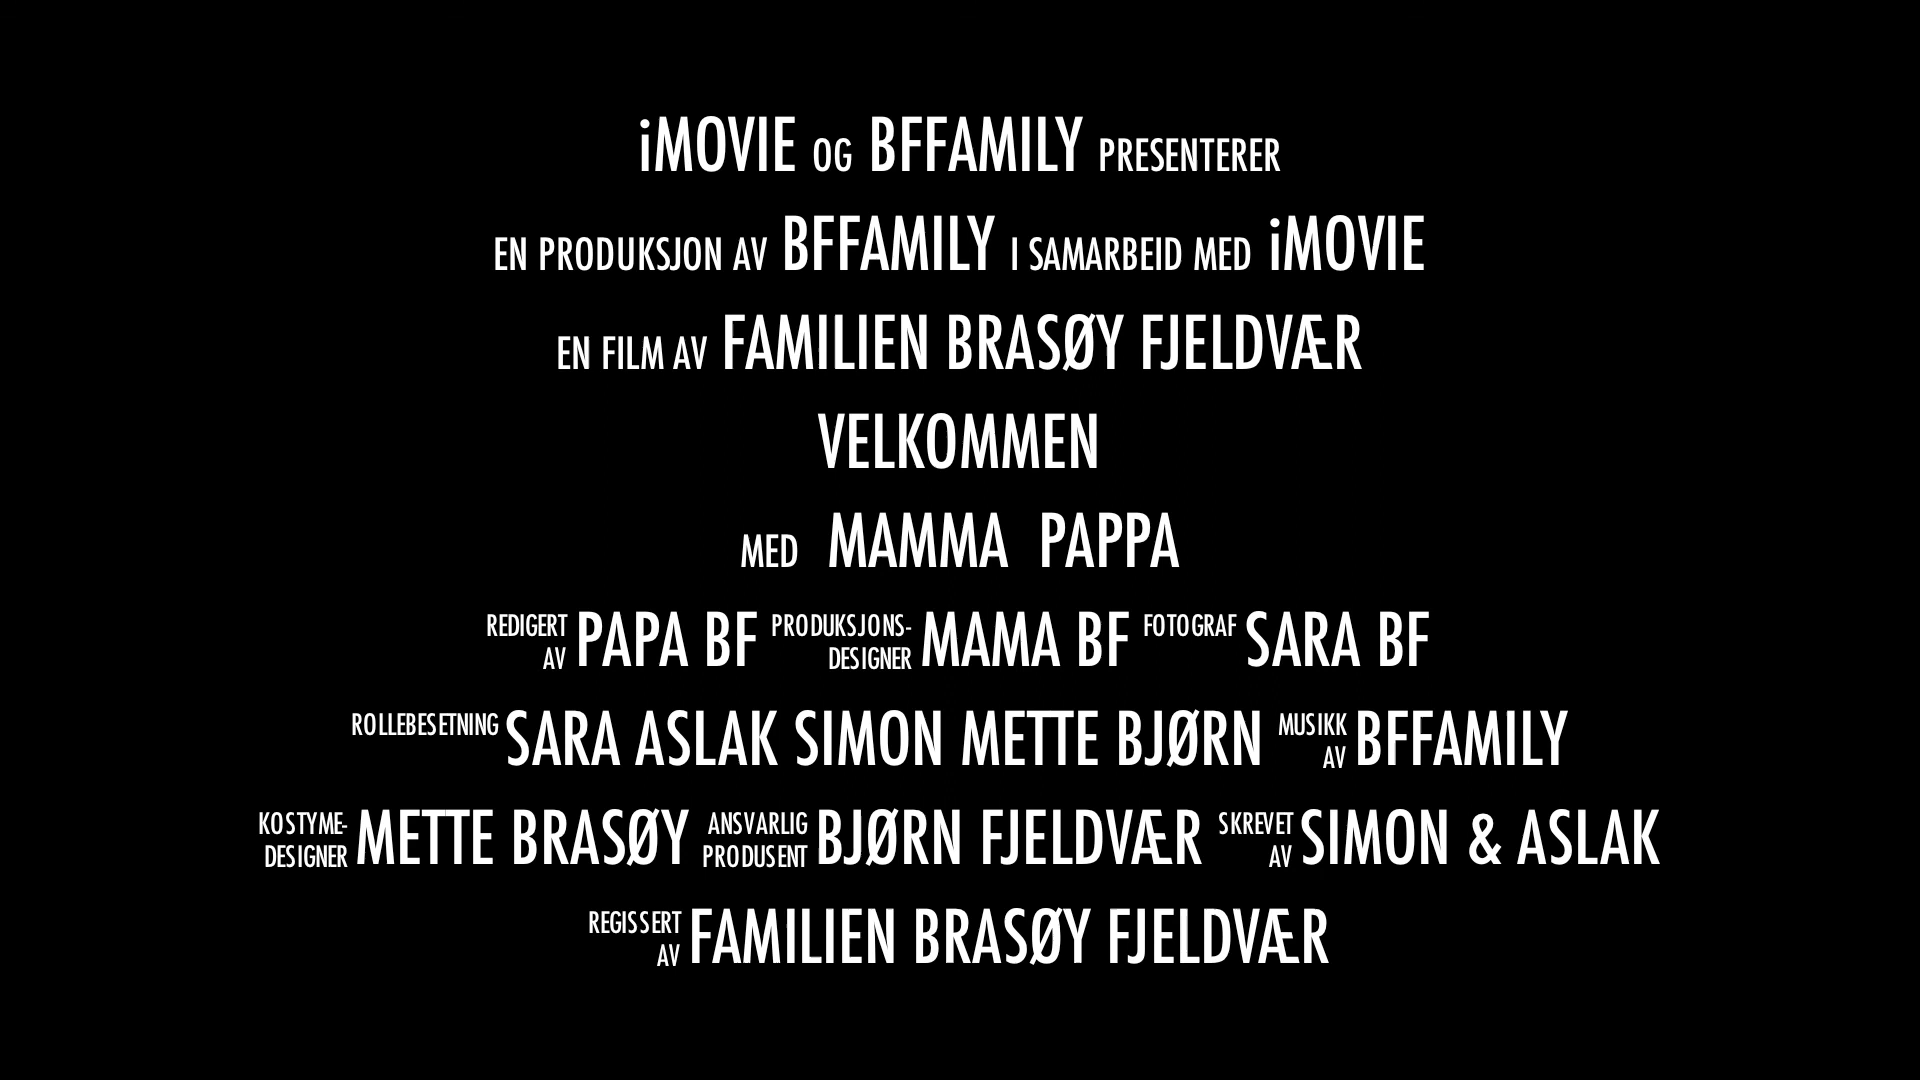 iMOVIE OG BFFAMILY PRESENTERER
EN PRODUKSJON AV BFFAMILY I SAMARBEID MED iMOVIE
EN FILM AV FAMILIEN BRASØY FJELDVÆR
VELKOMMEN
MED MAMMA PAPPA
REDIGERT AV PAPA BF PRODUKSJONS-DESIGNER MAMA BF FOTOGRAF SARA BF
ROLLEBESETNING SARA ASLAK SIMON METTE BJØRN MUSIKK AV BFFAMILY
KOSTYME-DESIGNER METTE BRASØY ANSVARLIG PRODUSENT BJØRN FJELDVÆR SKREVET AV SIMON & ASLAK
REGISSERT AV FAMILIEN BRASØY FJELDVÆR